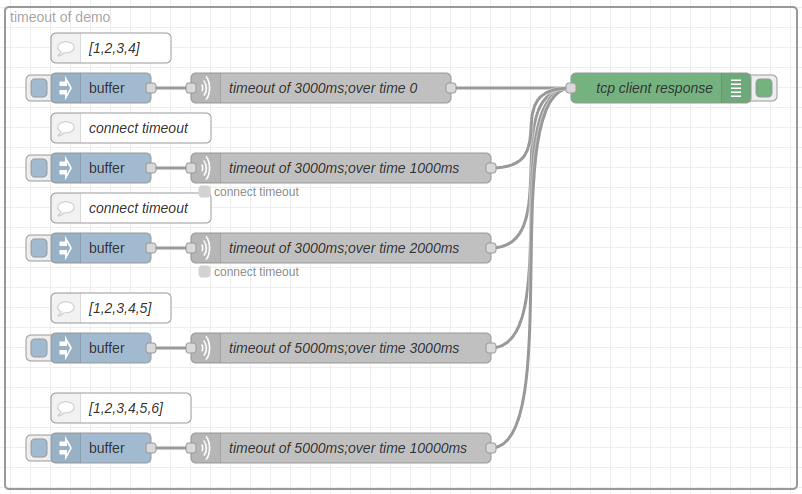 timeout of demo
[1,2,3,4]
buffer
timeout of 3000ms;over time 0
tcp client response
connect timeout
buffer
timeout of 3000ms;over time 1000ms
connect timeout
connect timeout
buffer
timeout of 3000ms;over time 2000ms
connect timeout
[1,2,3,4,5]
buffer
timeout of 5000ms;over time 3000ms
[1,2,3,4,5,6]
buffer
timeout of 5000ms;over time 10000ms